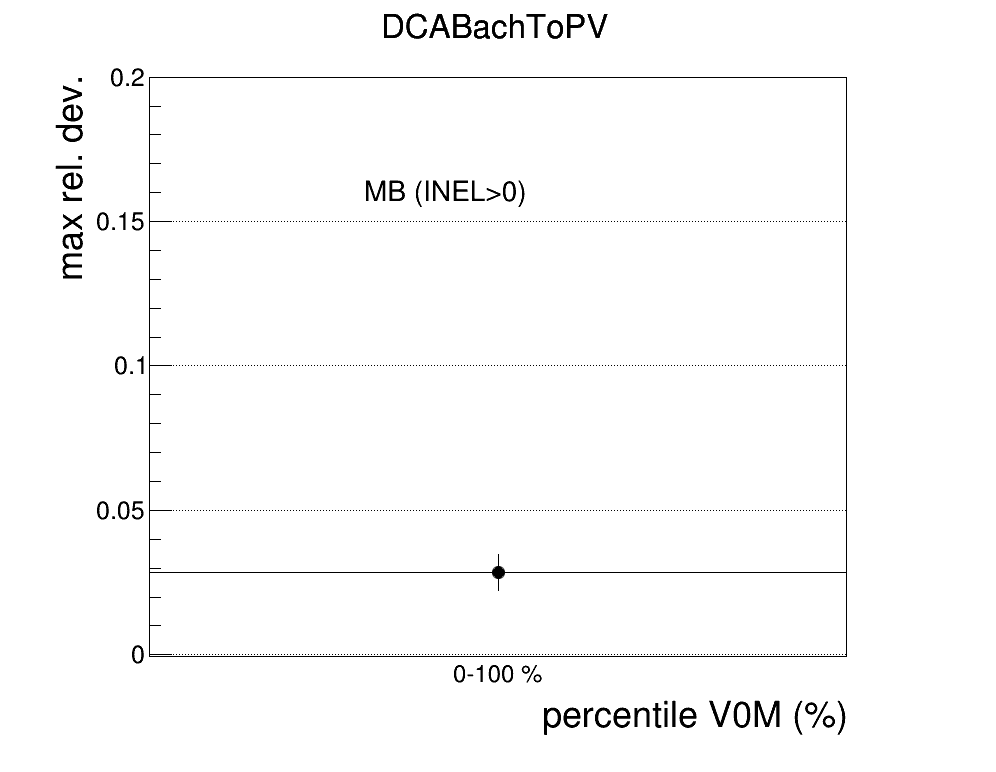 DCABachToPV
max rel. dev.
0.2
MB (INEL>0)
0.15
0.1
0.05
0
0-100 %
percentile V0M (%)